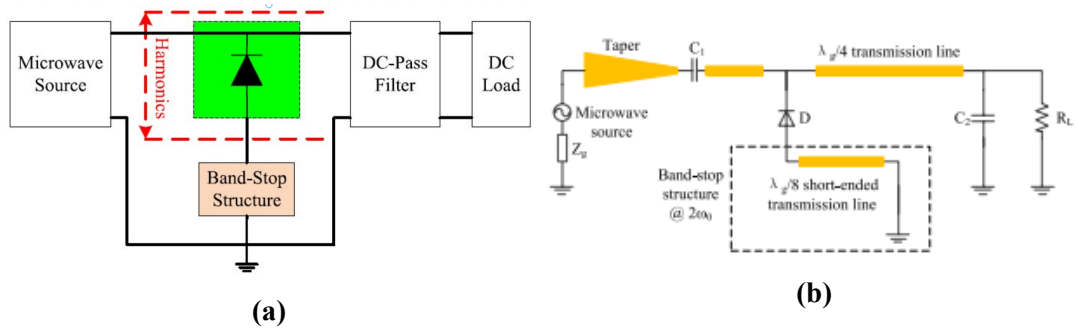 Microwave
Source
Harmonics
DC-Pass
Filter
DC
Load
Band-Stop
Structure
(a)
Taper
C₁
λg/4 transmission line
Microwave
source
Zg
D
C₂
RL
Band-stop
structure
@ 2ω₀
λg/8 short-ended
transmission line
(b)